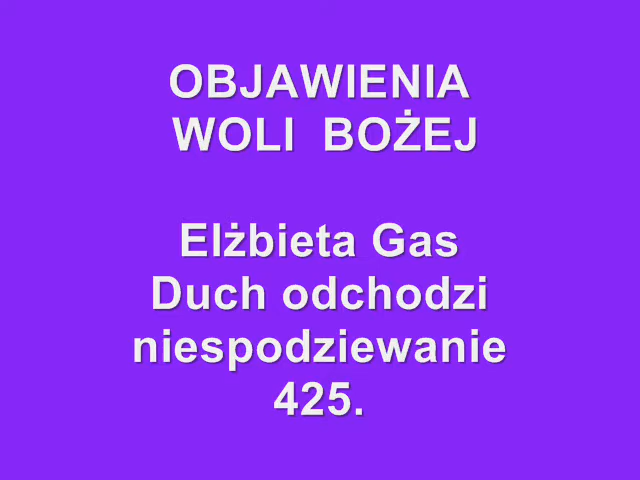 OBJAWIENIA
WOLI BOŻEJ
Elżbieta Gas
Duch odchodzi
niespodziewanie
425.